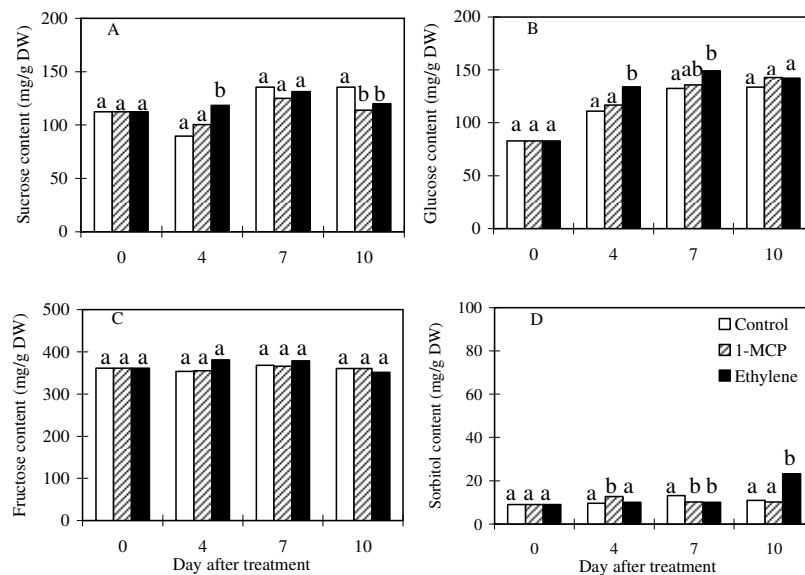 A
Sucrose content (mg/g DW)
200
150
100
50
0
a a a
a a b
a a a
a b b
0 4 7 10
B
Glucose content (mg/g DW)
200
150
100
50
0
a a a
a a b
a ab b
a a a
0 4 7 10
C
Fructose content (mg/g DW)
500
400
300
200
100
0
a a a
a a a
a a a
a a a
0 4 7 10
Day after treatment
D
Sorbitol content (mg/g DW)
100
80
60
40
20
0
Control
1-MCP
Ethylene
a a a
a b a
a b b
a a b
0 4 7 10
Day after treatment